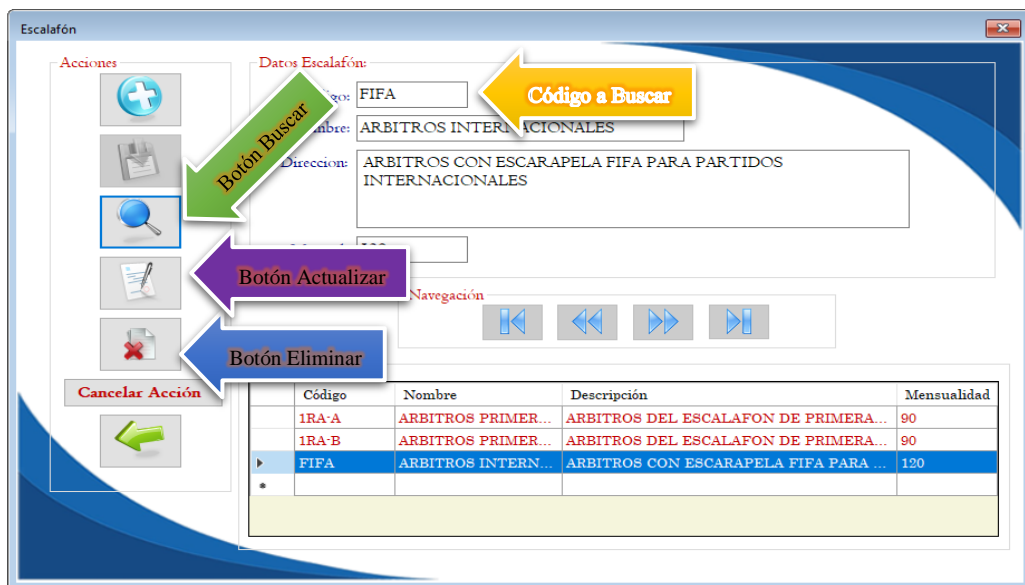 Escalafón
Acciones
Datos Escalafón:
FIFA
Código a Buscar
ARBITROS INTERNACIONALES
Direccion:
ARBITROS CON ESCARAPELA FIFA PARA PARTIDOS
INTERNACIONALES
Botón Buscar
Botón Actualizar
Navegación
Botón Eliminar
Cancelar Acción
Código Nombre Descripción Mensualidad
1RA-A ARBITROS PRIMER... ARBITROS DEL ESCALAFON DE PRIMERA... 90
1RA-B ARBITROS PRIMER... ARBITROS DEL ESCALAFON DE PRIMERA... 90
FIFA ARBITROS INTERN... ARBITROS CON ESCARAPELA FIFA PARA ... 120